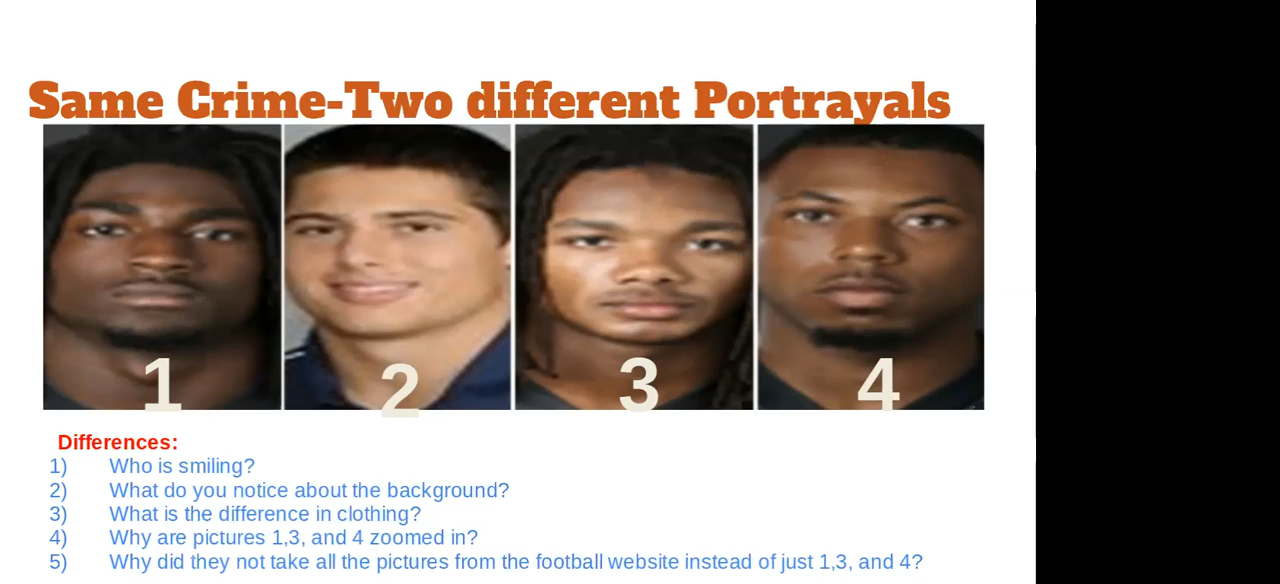 Same Crime-Two different Portrayals
1 2 3 4
Differences:
1) Who is smiling?
2) What do you notice about the background?
3) What is the difference in clothing?
4) Why are pictures 1,3, and 4 zoomed in?
5) Why did they not take all the pictures from the football website instead of just 1,3, and 4?